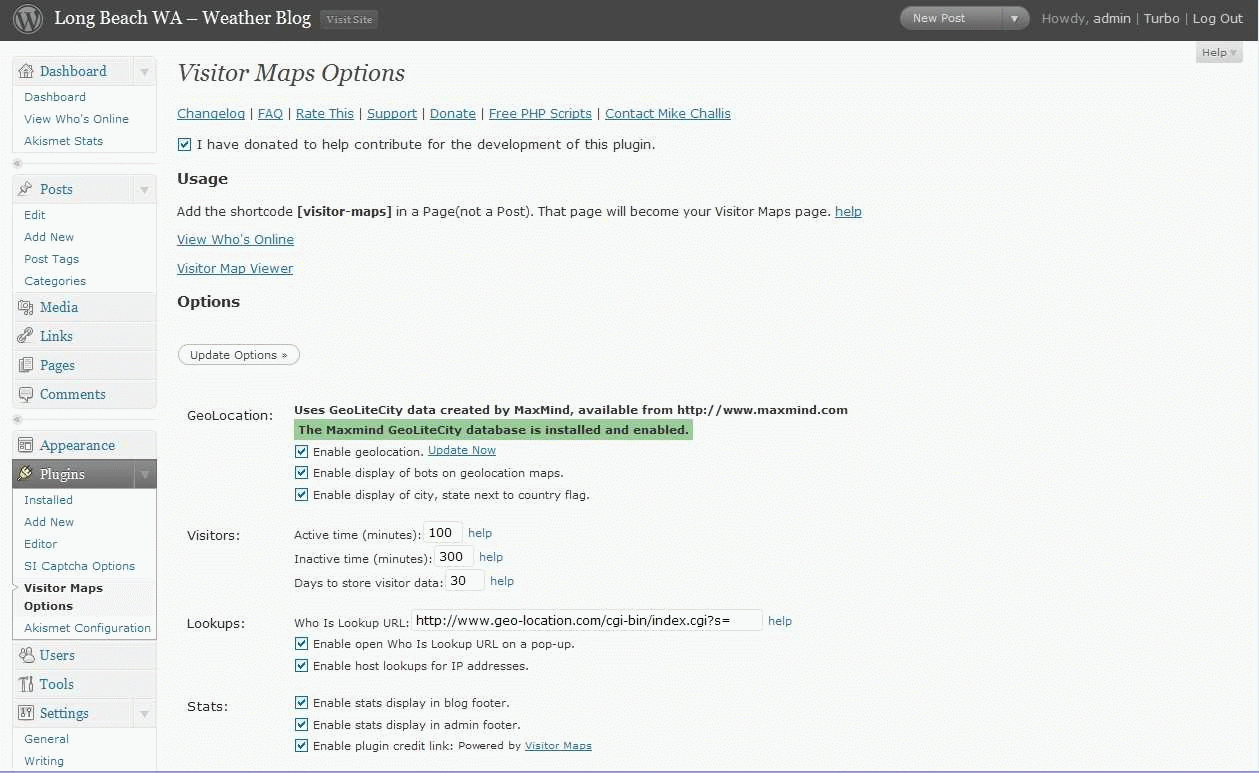 Long Beach WA – Weather Blog Visit Site New Post Howdy, admin | Turbo | Log Out
Help
Dashboard
Dashboard
View Who's Online
Akismet Stats
Posts
Edit
Add New
Post Tags
Categories
Media
Links
Pages
Comments
Appearance
Plugins
Installed
Add New
Editor
SI Captcha Options
Visitor Maps
Options
Akismet Configuration
Users
Tools
Settings
General
Writing
Visitor Maps Options
Changelog | FAQ | Rate This | Support | Donate | Free PHP Scripts | Contact Mike Challis
I have donated to help contribute for the development of this plugin.
Usage
Add the shortcode [visitor-maps] in a Page(not a Post). That page will become your Visitor Maps page. help
View Who's Online
Visitor Map Viewer
Options
Update Options »
GeoLocation: Uses GeoLiteCity data created by MaxMind, available from http://www.maxmind.com
The Maxmind GeoLiteCity database is installed and enabled.
Enable geolocation. Update Now
Enable display of bots on geolocation maps.
Enable display of city, state next to country flag.
Visitors: Active time (minutes): 100 help
Inactive time (minutes): 300 help
Days to store visitor data: 30 help
Lookups: Who Is Lookup URL: http://www.geo-location.com/cgi-bin/index.cgi?s= help
Enable open Who Is Lookup URL on a pop-up.
Enable host lookups for IP addresses.
Stats: Enable stats display in blog footer.
Enable stats display in admin footer.
Enable plugin credit link: Powered by Visitor Maps